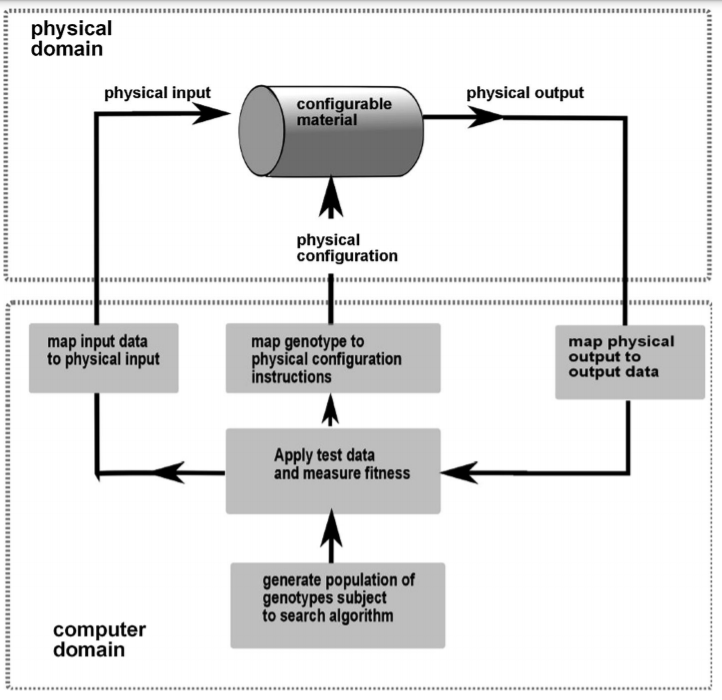 physical
domain
physical input
configurable
material
physical output
physical
configuration
map input data
to physical input
map genotype to
physical configuration
instructions
map physical
output to
output data
Apply test data
and measure fitness
generate population of
genotypes subject
to search algorithm
computer
domain